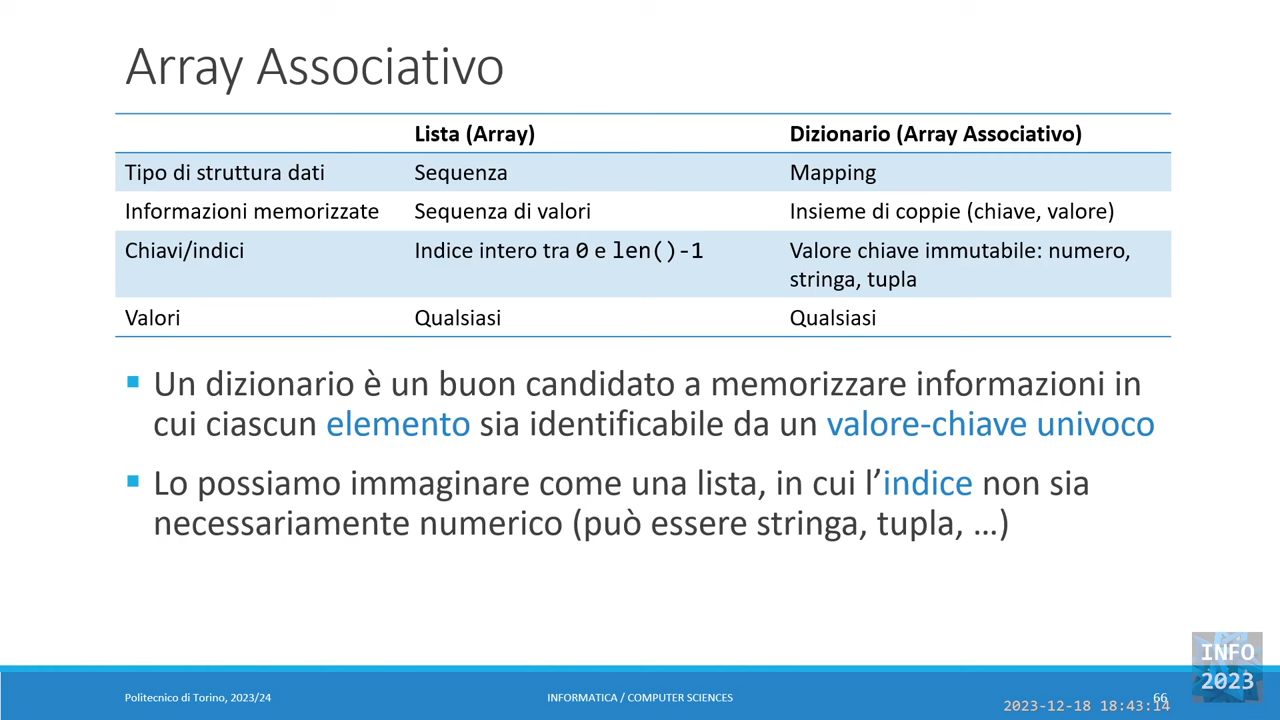 Array Associativo
Lista (Array) Dizionario (Array Associativo)
Tipo di struttura dati Sequenza Mapping
Informazioni memorizzate Sequenza di valori Insieme di coppie (chiave, valore)
Chiavi/indici Indice intero tra 0 e len()-1 Valore chiave immutabile: numero,
stringa, tupla
Valori Qualsiasi Qualsiasi
Un dizionario è un buon candidato a memorizzare informazioni in
cui ciascun elemento sia identificabile da un valore-chiave univoco
Lo possiamo immaginare come una lista, in cui l’indice non sia
necessariamente numerico (può essere stringa, tupla, …)
INFO
2023
Politecnico di Torino, 2023/24 INFORMATICA / COMPUTER SCIENCES 66
2023-12-18 18:43:14